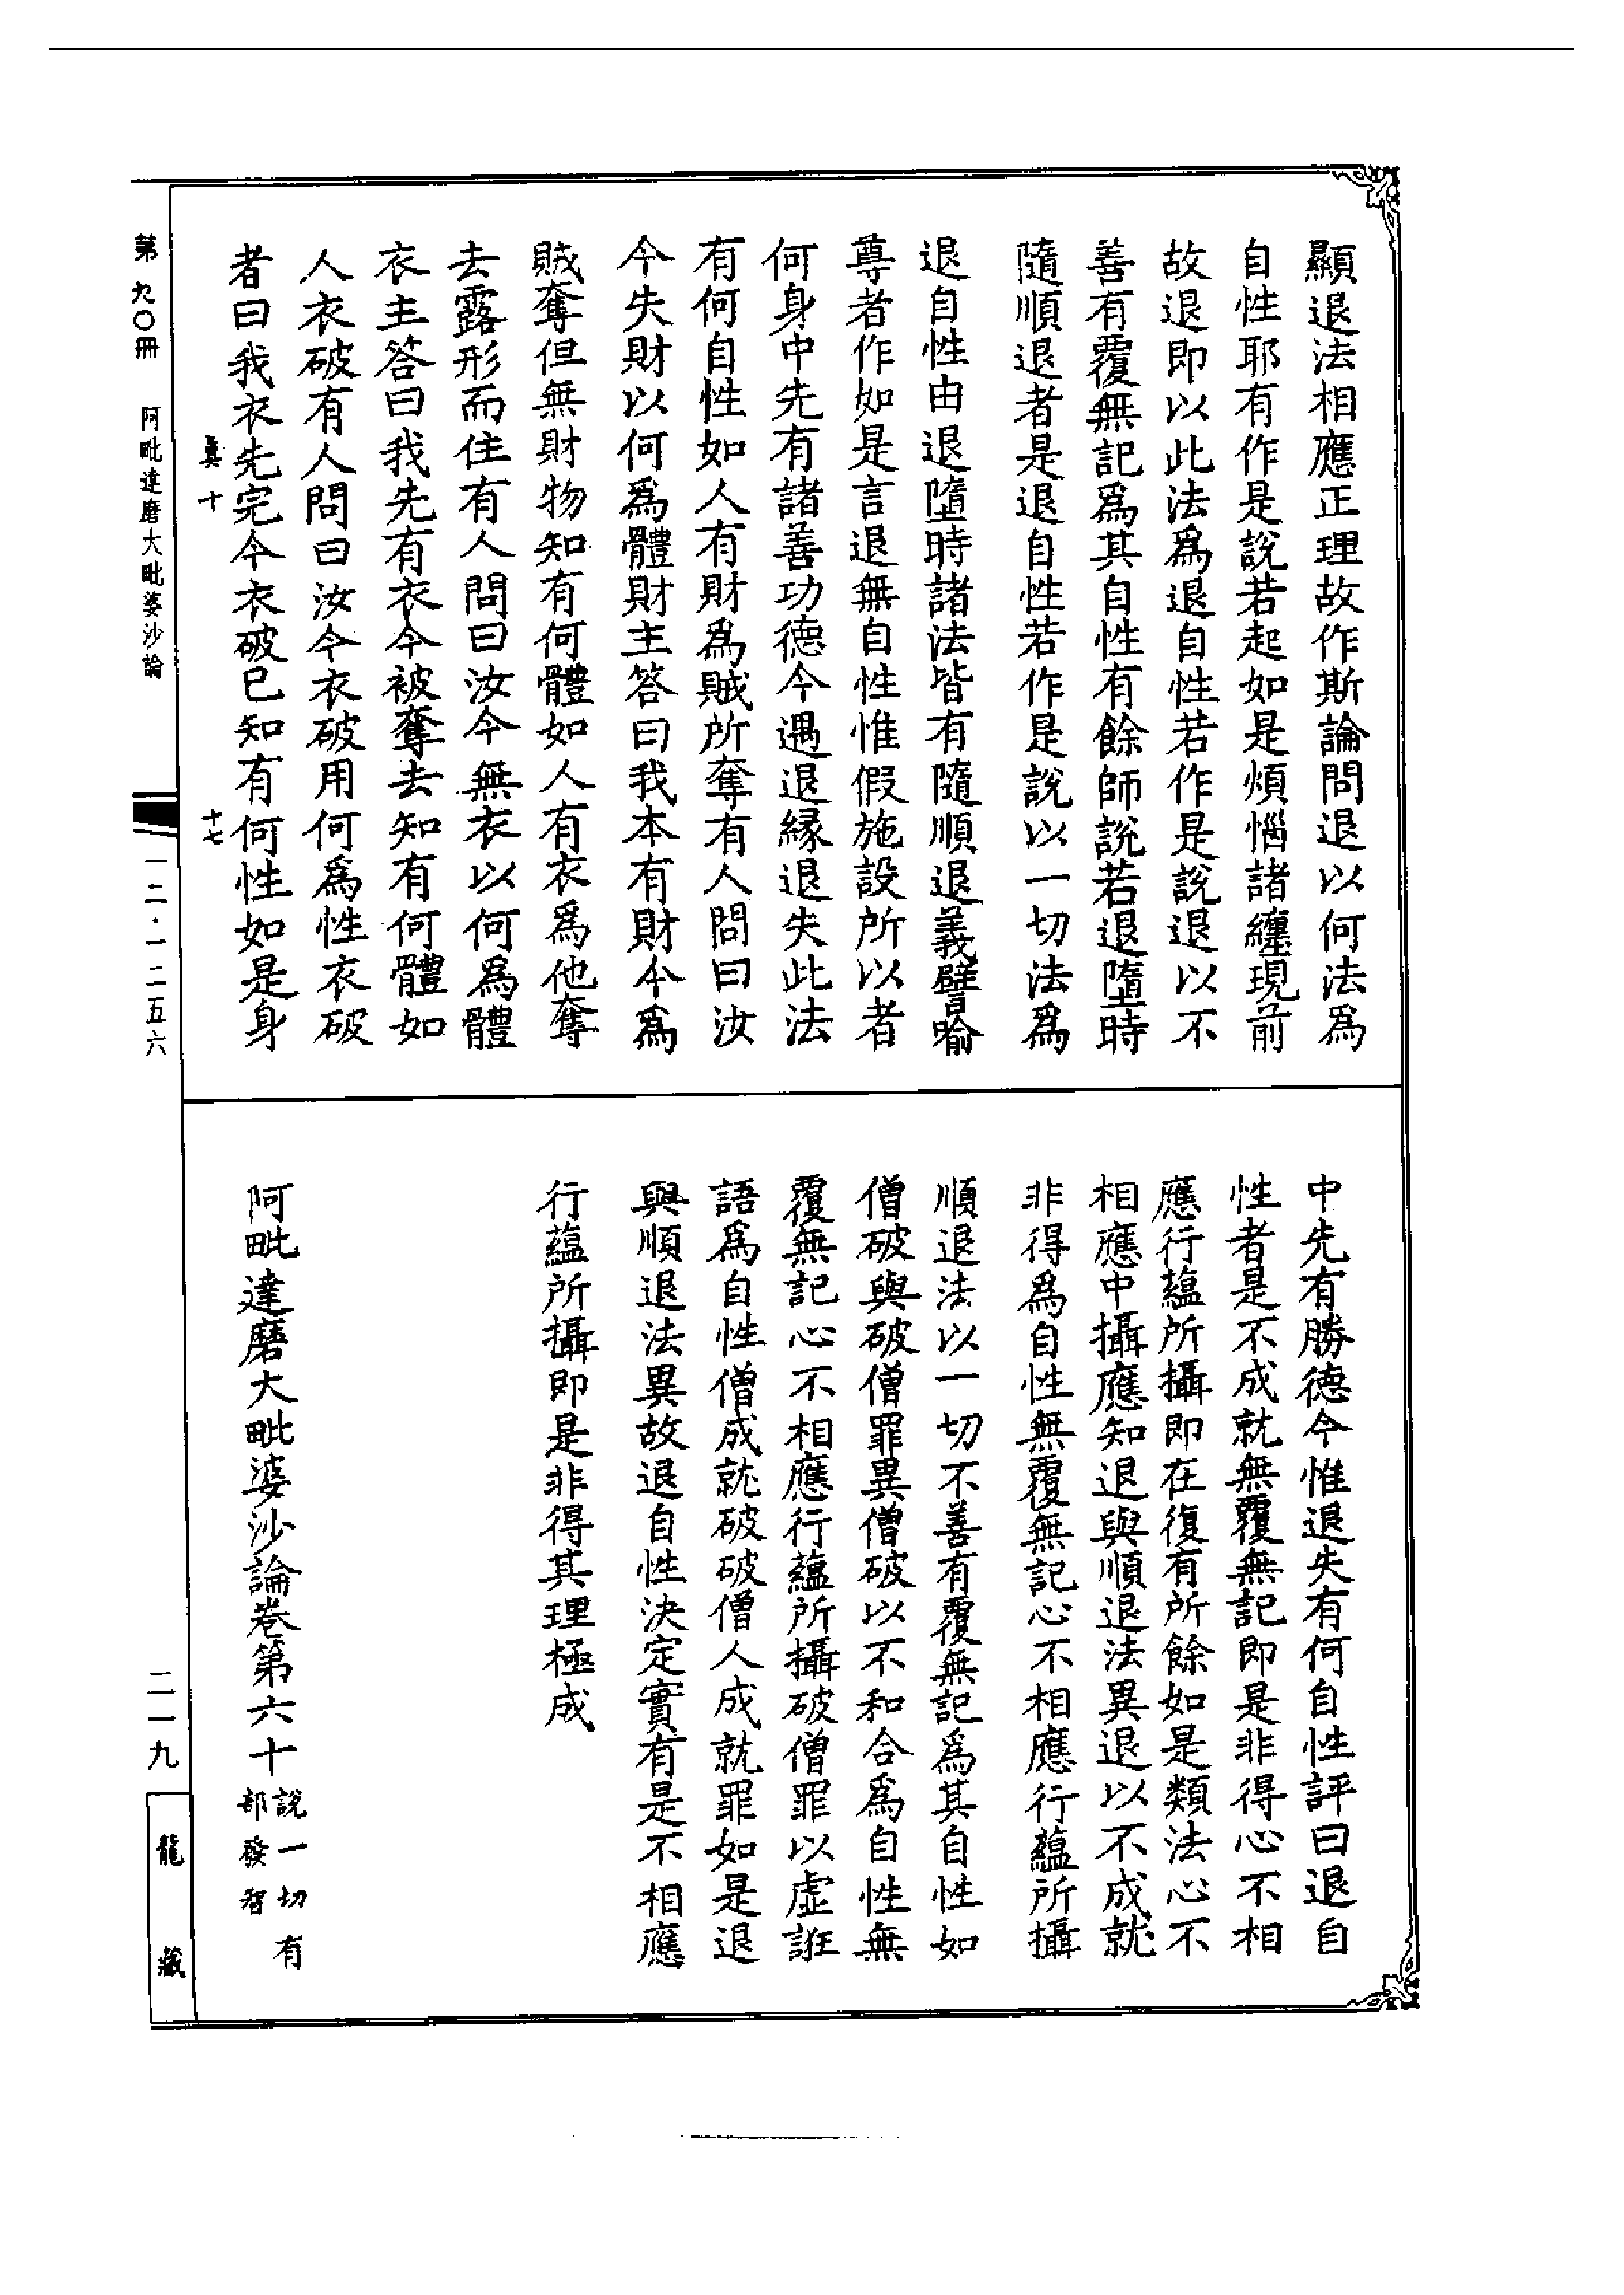 顯退法相應正理故作斯論問退以何法爲
自性耶有作是說若起如是煩惱諸纏現前
故退即以此法爲退自性若作是說退以不
善有覆無記爲其自性有餘師說若退墮時
隨順退者是退自性若作是說以一切法爲
退自性由退墮時諸法皆有隨順退義譬喻
尊者作如是言退無自性惟假施設所以者
何身中先有諸善功德今遇退緣退失此法
有何自性如人有財爲賊所奪有人問曰汝
今失財以何爲體財主答曰我本有財今爲
賊奪但無財物知有何體如人有衣爲他奪
去露形而住有人問曰汝今無衣以何爲體
衣主答曰我先有衣今被奪去知有何體如
人衣破有人問曰汝今衣破用何爲性衣破
者曰我衣先完今衣破已知有何性如是身
中先有勝德今惟退失有何自性評曰退自
性者是不成就無覆無記即是非得心不相
應行蘊所攝即在復有所餘如是類法心不
相應中攝應知退與順退法異退以不成就
非得爲自性無覆無記心不相應行蘊所攝
順退法以一切不善有覆無記爲其自性如
僧破與破僧罪異僧破以不和合爲自性無
覆無記心不相應行蘊所攝破僧罪以虛誑
語爲自性僧成就破破僧人成就罪如是退
與順退法異故退自性決定實有是不相應
行蘊所攝即是非得其理極成
阿毗達磨大毗婆沙論卷第六十
說一切有
部發智
真十
十七
第九〇冊
阿毗達磨大毗婆沙論
一二·一二五六
二一九
龍藏